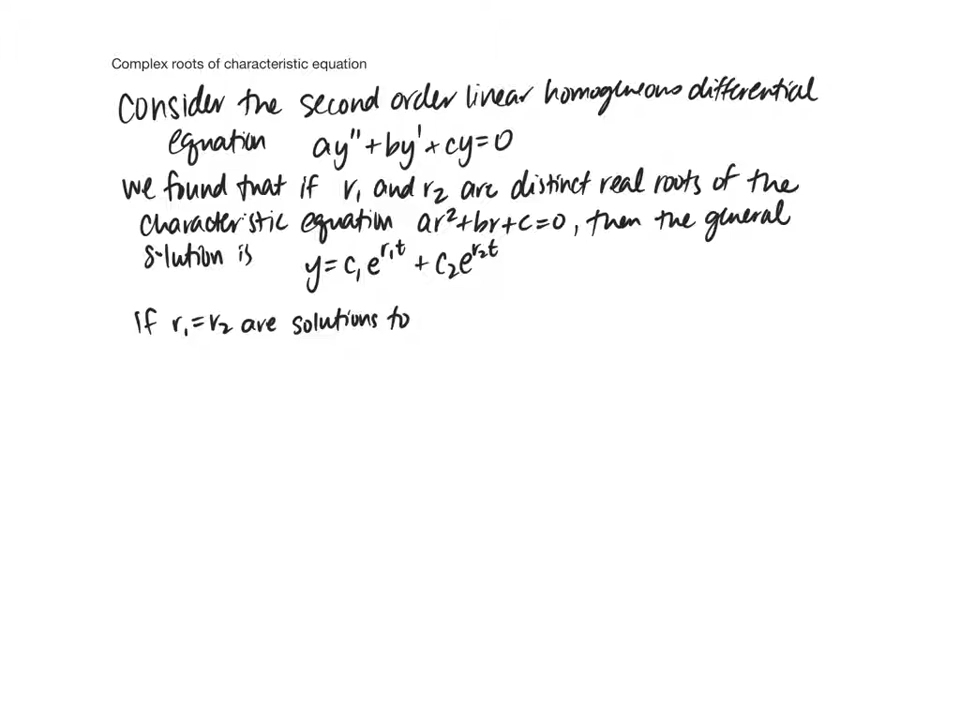 Complex roots of characteristic equation
Consider the second order linear homogeneous differential
equation ay''+by'+cy=0
we found that if r₁ and r₂ are distinct real roots of the
characteristic equation ar²+br+c=0, then the general
solution is y=c₁e^{r₁t}+c₂e^{r₂t}
If r₁=r₂ are solutions to